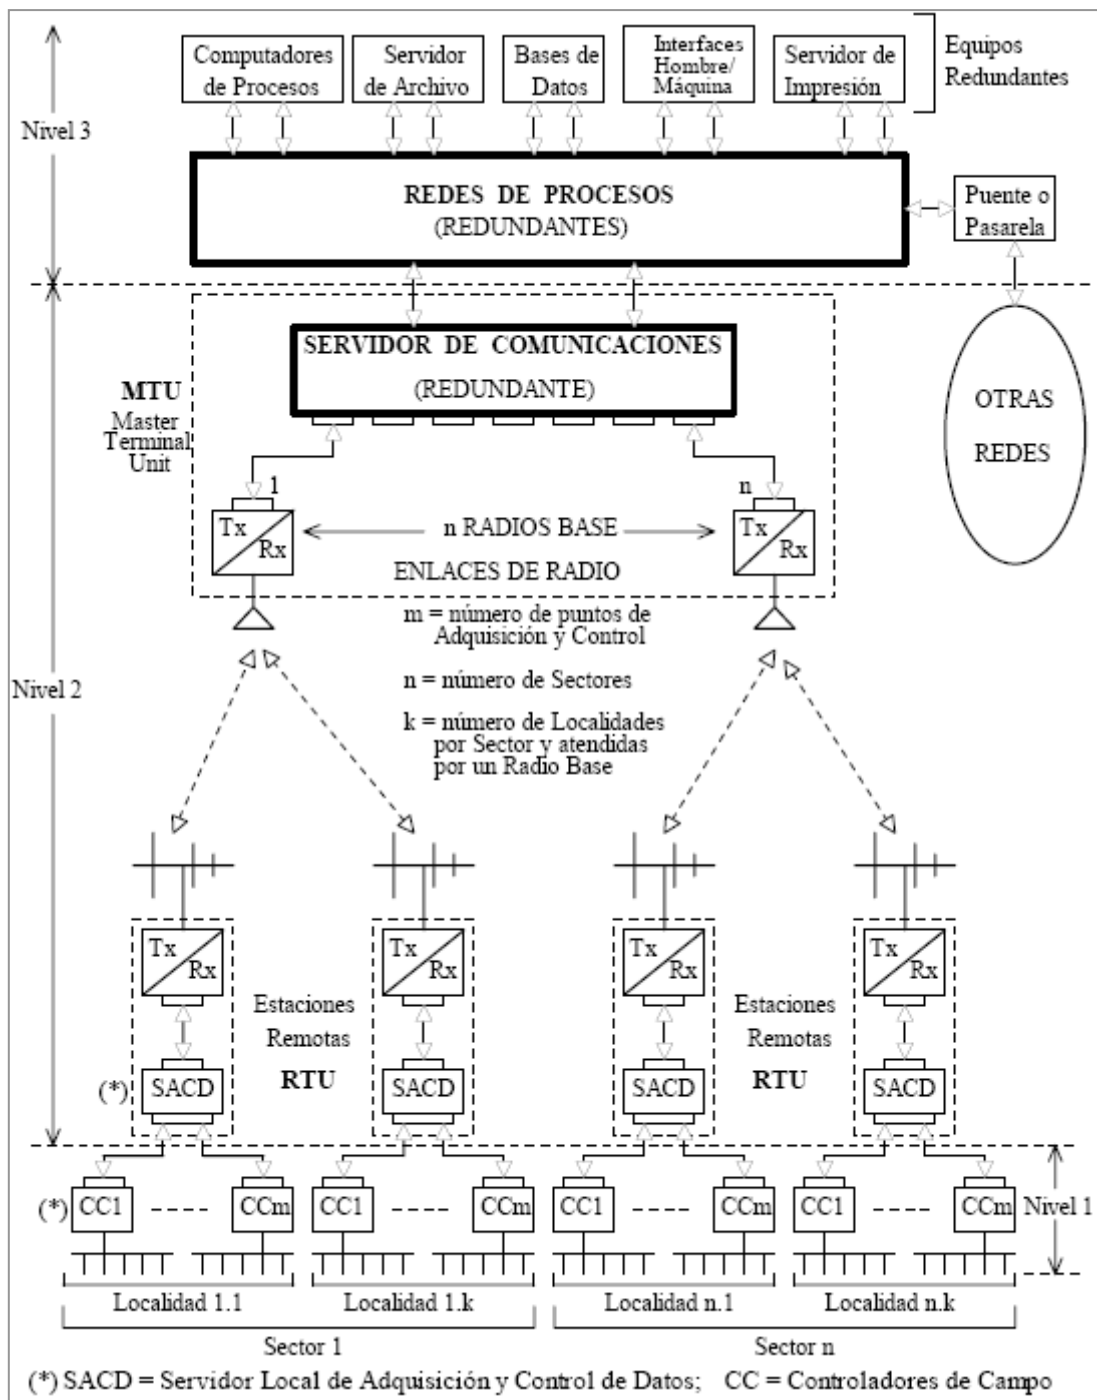 Computadores
de Procesos
Servidor
de Archivo
Bases de
Datos
Interfaces
Hombre/
Máquina
Servidor de
Impresión
Equipos
Redundantes
Nivel 3
REDES DE PROCESOS
(REDUNDANTES)
Puente o
Pasarela
SERVIDOR DE COMUNICACIONES
(REDUNDANTE)
MTU
Master
Terminal
Unit
OTRAS
REDES
1
n
Tx
Rx
n RADIOS BASE
Tx
Rx
ENLACES DE RADIO
m = número de puntos de
Adquisición y Control
Nivel 2
n = número de Sectores
k = número de Localidades
por Sector y atendidas
por un Radio Base
Tx
Rx
Tx
Rx
Tx
Rx
Tx
Rx
Estaciones
Remotas
RTU
Estaciones
Remotas
RTU
(*)
SACD
SACD
SACD
SACD
(*)
CC1
CCm
CC1
CCm
CC1
CCm
CC1
CCm
Nivel 1
Localidad 1.1
Localidad 1.k
Localidad n.1
Localidad n.k
Sector 1
Sector n
(*) SACD = Servidor Local de Adquisición y Control de Datos; CC = Controladores de Campo